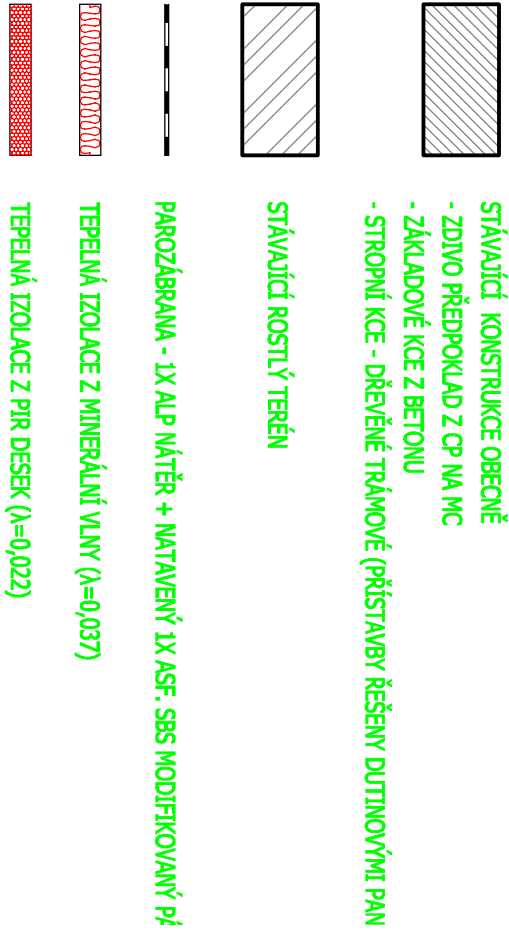 STÁVAJÍCÍ KONSTRUKCE OBECNĚ
- ZDIVO PŘEDPOKLAD Z CP NA MC
- ZÁKLADOVÉ KCE Z BETONU
- STROPNÍ KCE - DŘEVĚNÉ TRÁMOVÉ (PŘÍSTAVBY ŘEŠENY DUTINOVÝMI PAN
STÁVAJÍCÍ ROSTLÝ TERÉN
PAROZÁBRANA - 1X ALP NÁTĚR + NATAVENÝ 1X ASF. SBS MODIFIKOVANÝ PÁ
TEPELNÁ IZOLACE Z MINERÁLNÍ VLNY (λ=0,037)
TEPELNÁ IZOLACE Z PIR DESEK (λ=0,022)